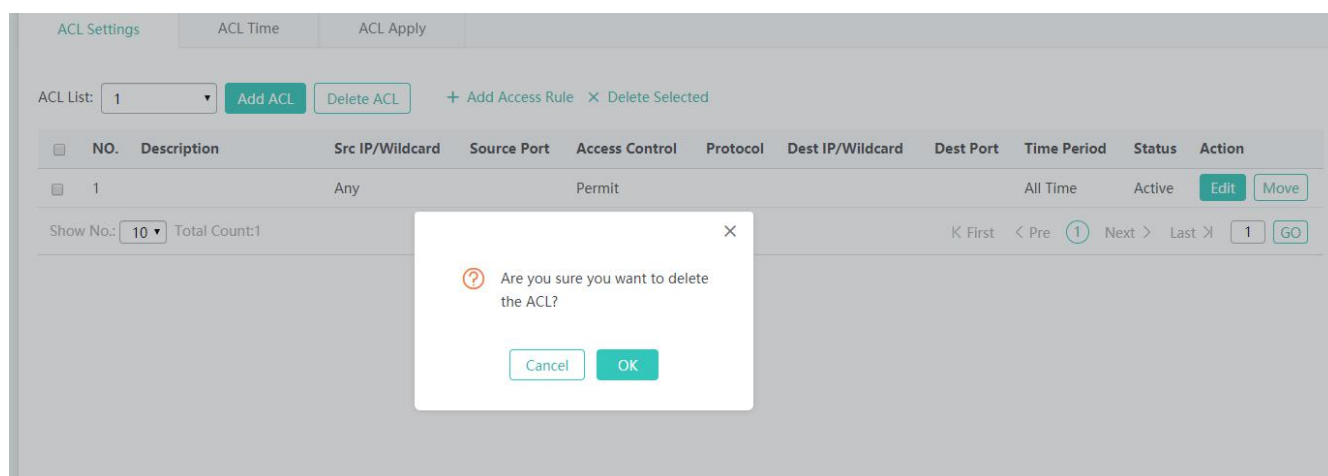 ACL Settings ACL Time ACL Apply
ACL List: 1 Add ACL Delete ACL + Add Access Rule × Delete Selected
NO. Description Src IP/Wildcard Source Port Access Control Protocol Dest IP/Wildcard Dest Port Time Period Status Action
1 Any Permit All Time Active Edit Move
Show No.: 10 Total Count:1 First Pre 1 Next Last 1 GO
Are you sure you want to delete
the ACL?
Cancel OK